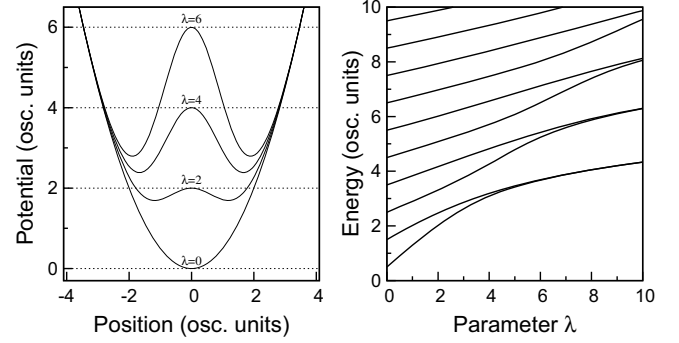 Potential (osc. units)
6
4
2
0
λ=6
λ=4
λ=2
λ=0
-4 -2 0 2 4
Position (osc. units)
Energy (osc. units)
10
8
6
4
2
0
0 2 4 6 8 10
Parameter λ